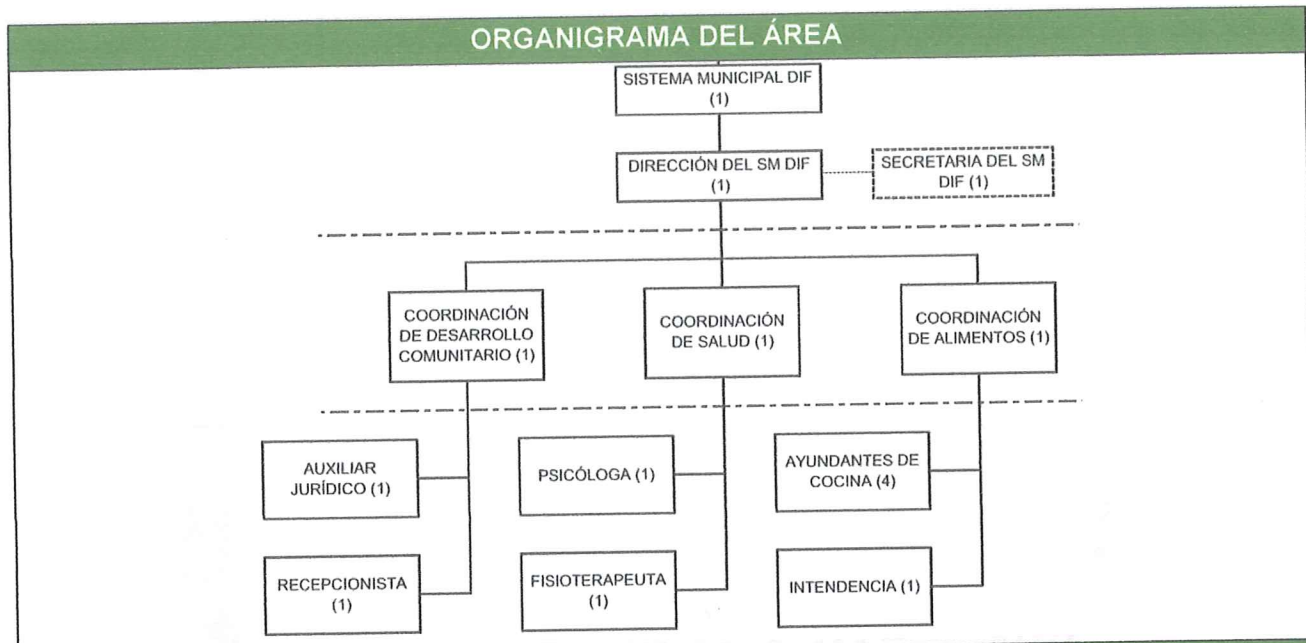 ORGANIGRAMA DEL ÁREA
SISTEMA MUNICIPAL DIF
(1)
DIRECCIÓN DEL SM DIF
(1)
SECRETARIA DEL SM
DIF (1)
COORDINACIÓN
DE DESARROLLO
COMUNITARIO (1)
COORDINACIÓN
DE SALUD (1)
COORDINACIÓN
DE ALIMENTOS (1)
AUXILIAR
JURÍDICO (1)
PSICÓLOGA (1)
AYUNDANTES DE
COCINA (4)
RECEPCIONISTA
(1)
FISIOTERAPEUTA
(1)
INTENDENCIA (1)